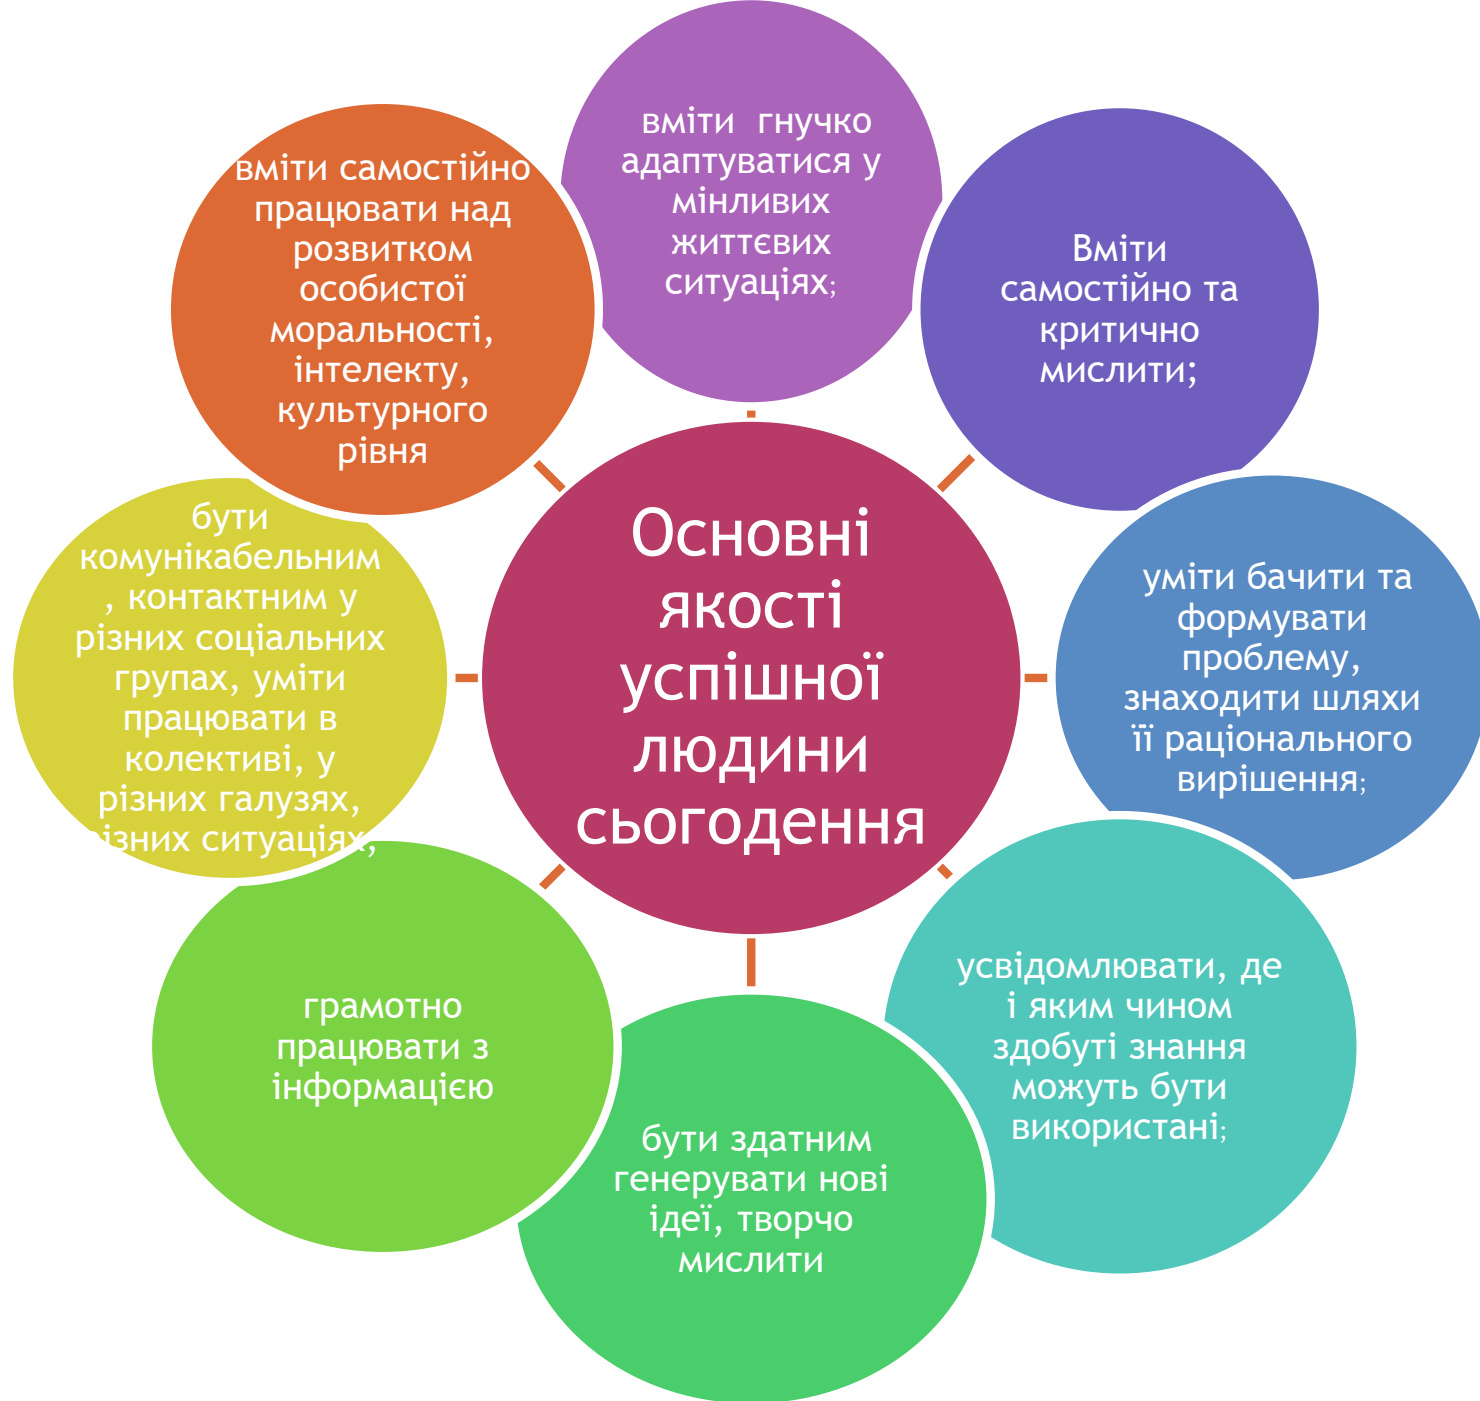 вміти гнучко
адаптуватися у
мінливих
життєвих
ситуаціях;
Вміти
самостійно та
критично
мислити;
уміти бачити та
формувати
проблему,
знаходити шляхи
її раціонального
вирішення;
усвідомлювати, де
і яким чином
здобуті знання
можуть бути
використані;
бути здатним
генерувати нові
ідеї, творчо
мислити
грамотно
працювати з
інформацією
бути
комунікабельним
, контактним у
різних соціальних
групах, уміти
працювати в
колективі, у
різних галузях,
різних ситуаціях,
вміти самостійно
працювати над
розвитком
особистої
моральності,
інтелекту,
культурного
рівня
Основні
якості
успішної
людини
сьогодення